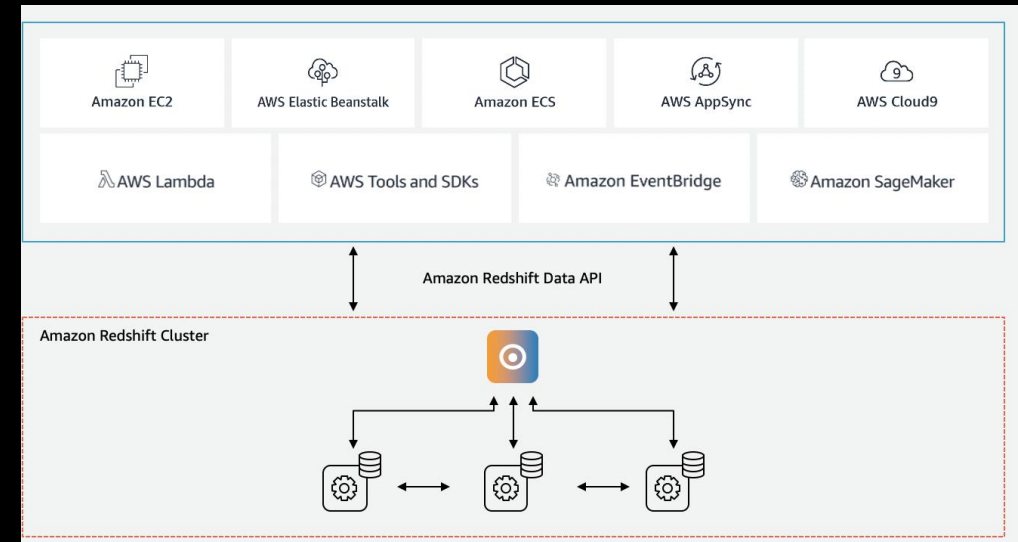 Amazon EC2
AWS Elastic Beanstalk
Amazon ECS
AWS AppSync
9
AWS Cloud9
AWS Lambda
AWS Tools and SDKs
Amazon EventBridge
Amazon SageMaker
Amazon Redshift Data API
Amazon Redshift Cluster